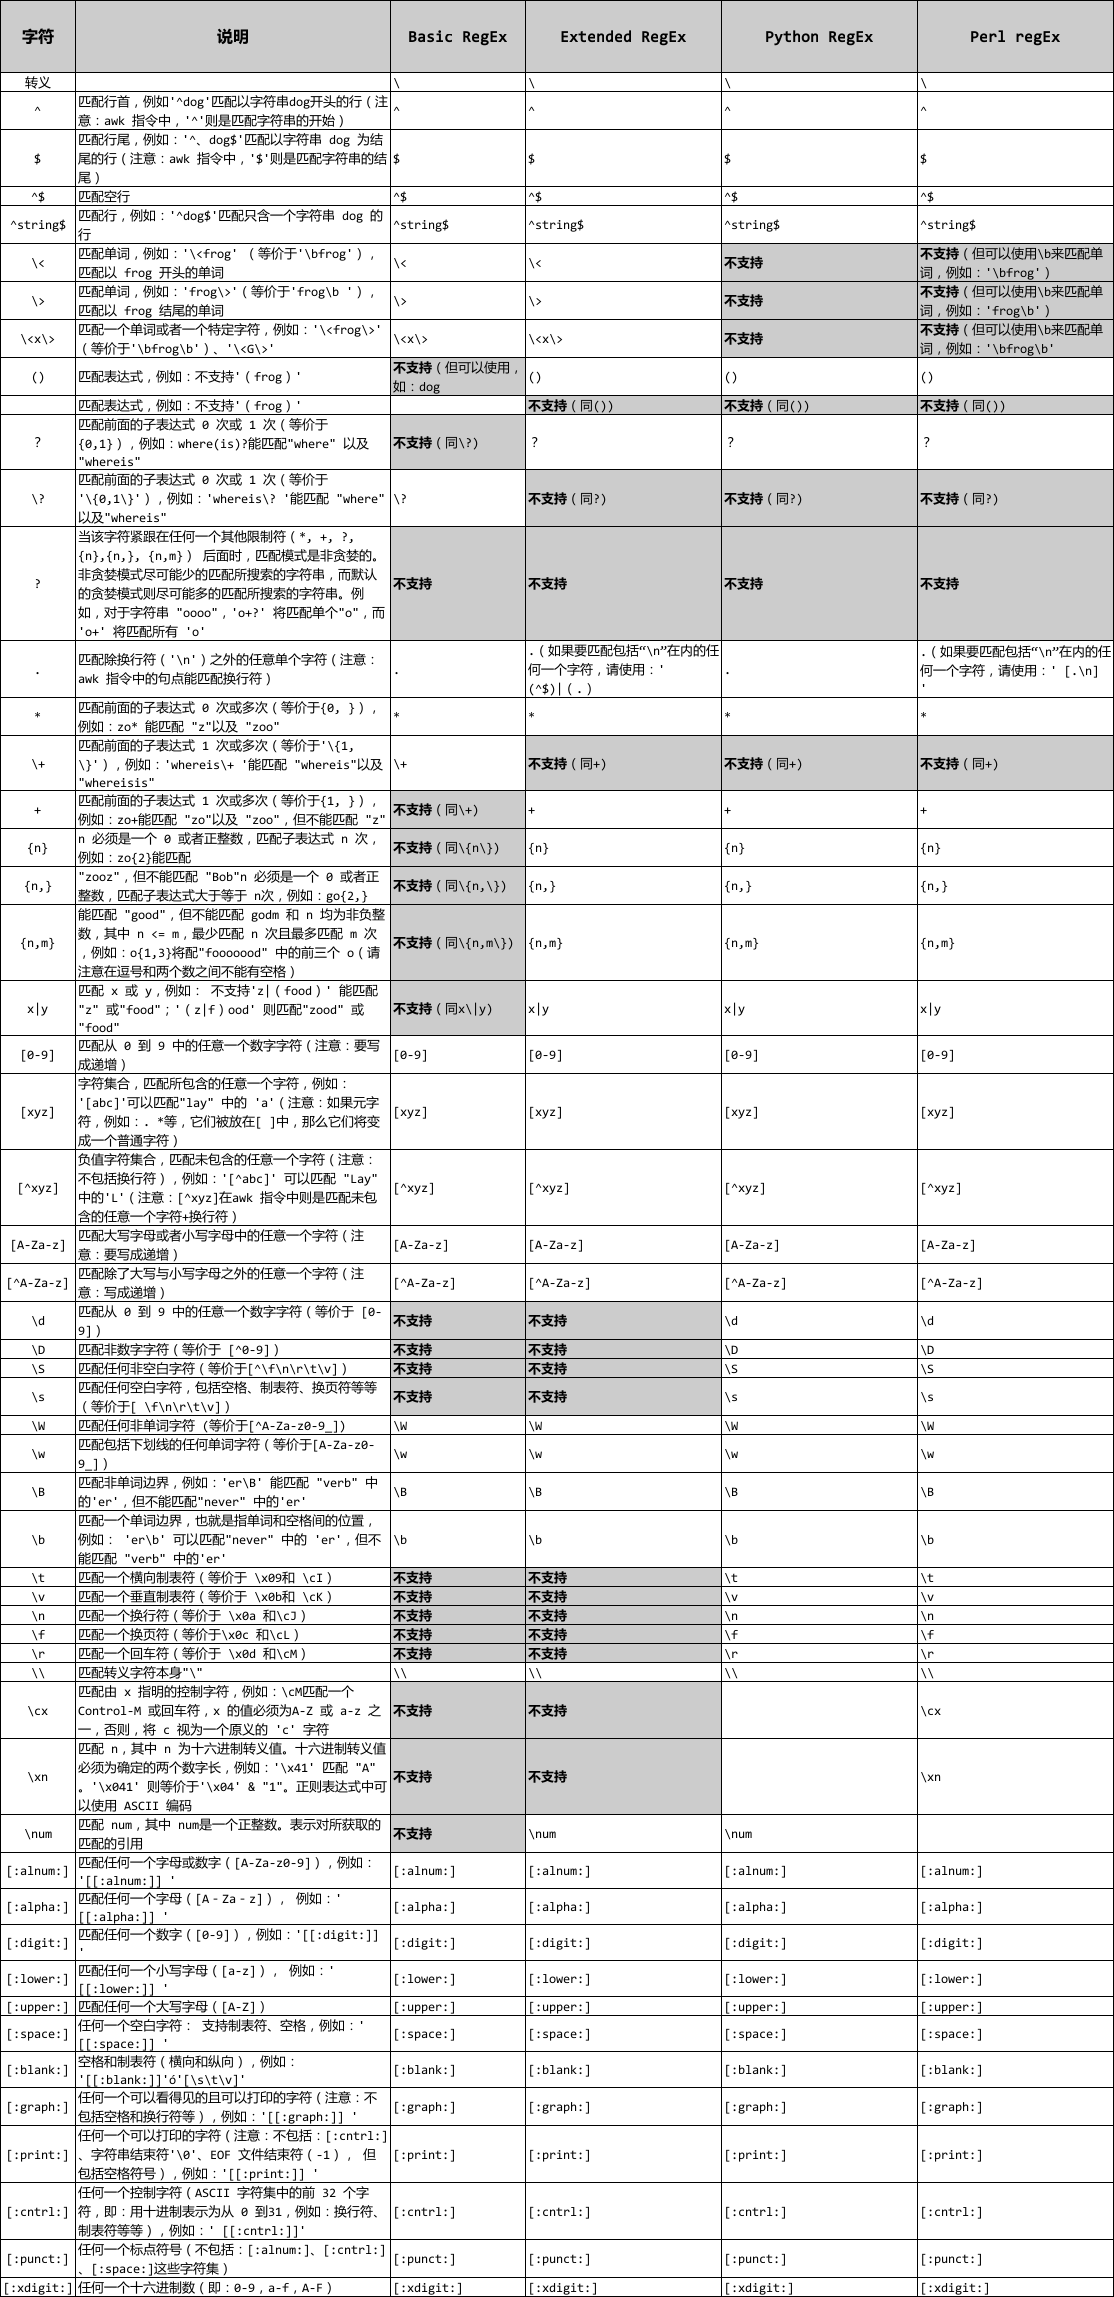 字符 说明 Basic RegEx Extended RegEx Python RegEx Perl regEx
转义 \ \ \ \
^ 匹配行首，例如'^dog'匹配以字符串dog开头的行（注意：awk 指令中，'^'则是匹配字符串的开始） ^ ^ ^ ^
$ 匹配行尾，例如：'^、dog$'匹配以字符串 dog 为结尾的行（注意：awk 指令中，'$'则是匹配字符串的结尾） $ $ $ $
^$ 匹配空行 ^$ ^$ ^$ ^$
^string$ 匹配行，例如：'^dog$'匹配只含一个字符串 dog 的行 ^string$ ^string$ ^string$ ^string$
\< 匹配单词，例如：'\<frog' （等价于'\bfrog'），匹配以 frog 开头的单词 \< \< 不支持 不支持（但可以使用\b来匹配单词，例如：'\bfrog'）
\> 匹配单词，例如：'frog\>'（等价于'frog\b '），匹配以 frog 结尾的单词 \> \> 不支持 不支持（但可以使用\b来匹配单词，例如：'frog\b'）
\<x\> 匹配一个单词或者一个特定字符，例如：'\<frog\>'（等价于'\bfrog\b'）、'\<G\>' \<x\> \<x\> 不支持 不支持（但可以使用\b来匹配单词，例如：'\bfrog\b'
() 匹配表达式，例如：不支持'（frog）' 不支持（但可以使用，如：dog () () ()
匹配表达式，例如：不支持'（frog）' 不支持（同()) 不支持（同()) 不支持（同())
? 匹配前面的子表达式 0 次或 1 次（等价于{0,1}），例如：where(is)?能匹配"where" 以及"whereis" 不支持（同\?) ? ? ?
\? 匹配前面的子表达式 0 次或 1 次（等价于'\{0,1\}'），例如：'whereis\? '能匹配 "where"以及"whereis" \? 不支持（同?) 不支持（同?) 不支持（同?)
? 当该字符紧跟在任何一个其他限制符（*, +, ?, {n},{n,}, {n,m}） 后面时，匹配模式是非贪婪的。非贪婪模式尽可能少的匹配所搜索的字符串，而默认的贪婪模式则尽可能多的匹配所搜索的字符串。例如，对于字符串 "oooo"，'o+?' 将匹配单个"o"，而'o+' 将匹配所有 'o' 不支持 不支持 不支持 不支持
. 匹配除换行符（'\n'）之外的任意单个字符（注意：awk 指令中的句点能匹配换行符） . .（如果要匹配包括“\n”在内的任何一个字符，请使用：'(^$)|（.） . .（如果要匹配包括“\n”在内的任何一个字符，请使用：' [.\n] '
* 匹配前面的子表达式 0 次或多次（等价于{0, }），例如：zo* 能匹配 "z"以及 "zoo" * * * *
\+ 匹配前面的子表达式 1 次或多次（等价于'\{1, \}'），例如：'whereis\+ '能匹配 "whereis"以及"whereisis" \+ 不支持（同+) 不支持（同+) 不支持（同+)
+ 匹配前面的子表达式 1 次或多次（等价于{1, }），例如：zo+能匹配 "zo"以及 "zoo"，但不能匹配 "z" 不支持（同\+) + + +
{n} n 必须是一个 0 或者正整数，匹配子表达式 n 次，例如：zo{2}能匹配 不支持（同\{n\}) {n} {n} {n}
{n,} "zooz"，但不能匹配 "Bob"n 必须是一个 0 或者正整数，匹配子表达式大于等于 n次，例如：go{2,} 不支持（同\{n,\}) {n,} {n,} {n,}
{n,m} 能匹配 "good"，但不能匹配 godm 和 n 均为非负整数，其中 n <= m，最少匹配 n 次且最多匹配 m 次，例如：o{1,3}将配"fooooood" 中的前三个 o（请注意在逗号和两个数之间不能有空格） 不支持（同\{n,m\}) {n,m} {n,m} {n,m}
x|y 匹配 x 或 y，例如： 不支持'z|（food）' 能匹配"z" 或"food"；'（z|f）ood' 则匹配"zood" 或"food" 不支持（同x\|y) x|y x|y x|y
[0-9] 匹配从 0 到 9 中的任意一个数字字符（注意：要写成递增） [0-9] [0-9] [0-9] [0-9]
[xyz] 字符集合，匹配所包含的任意一个字符，例如：'[abc]'可以匹配"lay" 中的 'a'（注意：如果元字符，例如：. *等，它们被放在[ ]中，那么它们将变成一个普通字符） [xyz] [xyz] [xyz] [xyz]
[^xyz] 负值字符集合，匹配未包含的任意一个字符（注意：不包括换行符），例如：'[^abc]' 可以匹配 "Lay" 中的'L'（注意：[^xyz]在awk 指令中则是匹配未包含的任意一个字符+换行符） [^xyz] [^xyz] [^xyz] [^xyz]
[A-Za-z] 匹配大写字母或者小写字母中的任意一个字符（注意：要写成递增） [A-Za-z] [A-Za-z] [A-Za-z] [A-Za-z]
[^A-Za-z] 匹配除了大写与小写字母之外的任意一个字符（注意：写成递增） [^A-Za-z] [^A-Za-z] [^A-Za-z] [^A-Za-z]
\d 匹配从 0 到 9 中的任意一个数字字符（等价于 [0-9]） 不支持 不支持 \d \d
\D 匹配非数字字符（等价于 [^0-9]） 不支持 不支持 \D \D
\S 匹配任何非空白字符（等价于[^\f\n\r\t\v]） 不支持 不支持 \S \S
\s 匹配任何空白字符，包括空格、制表符、换页符等等（等价于[ \f\n\r\t\v]） 不支持 不支持 \s \s
\W 匹配任何非单词字符 (等价于[^A-Za-z0-9_]) \W \W \W \W
\w 匹配包括下划线的任何单词字符（等价于[A-Za-z0-9_]） \w \w \w \w
\B 匹配非单词边界，例如：'er\B' 能匹配 "verb" 中的'er'，但不能匹配"never" 中的'er' \B \B \B \B
\b 匹配一个单词边界，也就是指单词和空格间的位置，例如： 'er\b' 可以匹配"never" 中的 'er'，但不能匹配 "verb" 中的'er' \b \b \b \b
\t 匹配一个横向制表符（等价于 \x09和 \cI） 不支持 不支持 \t \t
\v 匹配一个垂直制表符（等价于 \x0b和 \cK） 不支持 不支持 \v \v
\n 匹配一个换行符（等价于 \x0a 和\cJ） 不支持 不支持 \n \n
\f 匹配一个换页符（等价于\x0c 和\cL） 不支持 不支持 \f \f
\r 匹配一个回车符（等价于 \x0d 和\cM） 不支持 不支持 \r \r
\\ 匹配转义字符本身"\" \\ \\ \\ \\
\cx 匹配由 x 指明的控制字符，例如：\cM匹配一个Control-M 或回车符，x 的值必须为A-Z 或 a-z 之一，否则，将 c 视为一个原义的 'c' 字符 不支持 不支持 \cx
\xn 匹配 n，其中 n 为十六进制转义值。十六进制转义值必须为确定的两个数字长，例如：'\x41' 匹配 "A"。'\x041' 则等价于'\x04' & "1"。正则表达式中可以使用 ASCII 编码 不支持 不支持 \xn
\num 匹配 num，其中 num是一个正整数。表示对所获取的匹配的引用 不支持 \num \num
[:alnum:] 匹配任何一个字母或数字（[A-Za-z0-9]），例如：'[[:alnum:]] ' [:alnum:] [:alnum:] [:alnum:] [:alnum:]
[:alpha:] 匹配任何一个字母（[A‐Za‐z]）， 例如：' [[:alpha:]] ' [:alpha:] [:alpha:] [:alpha:] [:alpha:]
[:digit:] 匹配任何一个数字（[0-9]），例如：'[[:digit:]] ' [:digit:] [:digit:] [:digit:] [:digit:]
[:lower:] 匹配任何一个小写字母（[a-z]）， 例如：' [[:lower:]] ' [:lower:] [:lower:] [:lower:] [:lower:]
[:upper:] 匹配任何一个大写字母（[A-Z]） [:upper:] [:upper:] [:upper:] [:upper:]
[:space:] 任何一个空白字符： 支持制表符、空格，例如：' [[:space:]] ' [:space:] [:space:] [:space:] [:space:]
[:blank:] 空格和制表符（横向和纵向），例如：'[[:blank:]]'ó'[\s\t\v]' [:blank:] [:blank:] [:blank:] [:blank:]
[:graph:] 任何一个可以看得见的且可以打印的字符（注意：不包括空格和换行符等），例如：'[[:graph:]] ' [:graph:] [:graph:] [:graph:] [:graph:]
[:print:] 任何一个可以打印的字符（注意：不包括：[:cntrl:]、字符串结束符'\0'、EOF 文件结束符（-1）， 但包括空格符号），例如：'[[:print:]] ' [:print:] [:print:] [:print:] [:print:]
[:cntrl:] 任何一个控制字符（ASCII 字符集中的前 32 个字符，即：用十进制表示为从 0 到31，例如：换行符、制表符等等），例如：' [[:cntrl:]]' [:cntrl:] [:cntrl:] [:cntrl:] [:cntrl:]
[:punct:] 任何一个标点符号（不包括：[:alnum:]、[:cntrl:]、[:space:]这些字符集） [:punct:] [:punct:] [:punct:] [:punct:]
[:xdigit:] 任何一个十六进制数（即：0-9，a-f，A-F） [:xdigit:] [:xdigit:] [:xdigit:] [:xdigit:]